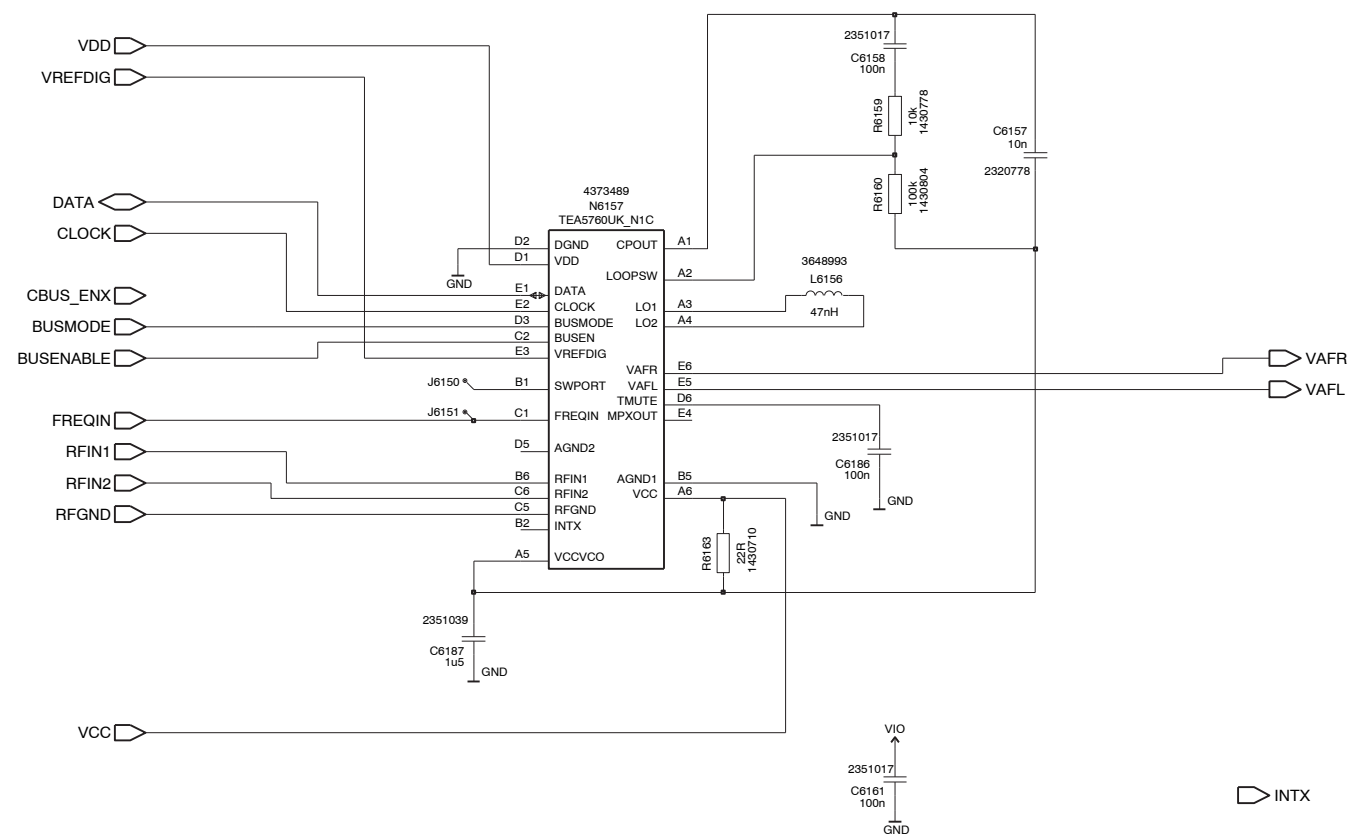 VDD
VREFDIG
DATA
CLOCK
CBUS_ENX
BUSMODE
BUSENABLE
FREQIN
RFIN1
RFIN2
RFGND
VCC
J6150
J6151
GND
4373489
N6157
TEA5760UK_N1C
D2 DGND CPOUT A1
D1 VDD
LOOPSW A2
E1 DATA
E2 CLOCK LO1 A3
D3 BUSMODE LO2 A4
C2 BUSEN
E3 VREFDIG
VAFR E6
B1 SWPORT VAFL E5
TMUTE D6
C1 FREQIN MPXOUT E4
D5 AGND2
B6 RFIN1 AGND1 B5
C6 RFIN2 VCC A6
C5 RFGND
B2 INTX
A5 VCCVCO
2351017
C6158
100n
R6159
10k
1430778
R6160
100k
1430804
C6157
10n
2320778
3648993
L6156
47nH
VAFR
VAFL
2351017
C6186
100n
GND
GND
R6163
22R
1430710
2351039
C6187
1u5
GND
VIO
2351017
C6161
100n
GND
INTX